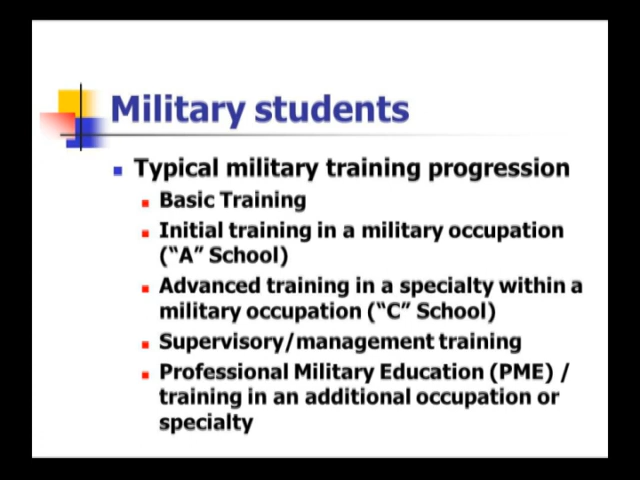 Military students
Typical military training progression
Basic Training
Initial training in a military occupation
(“A” School)
Advanced training in a specialty within a
military occupation (“C” School)
Supervisory/management training
Professional Military Education (PME) /
training in an additional occupation or
specialty